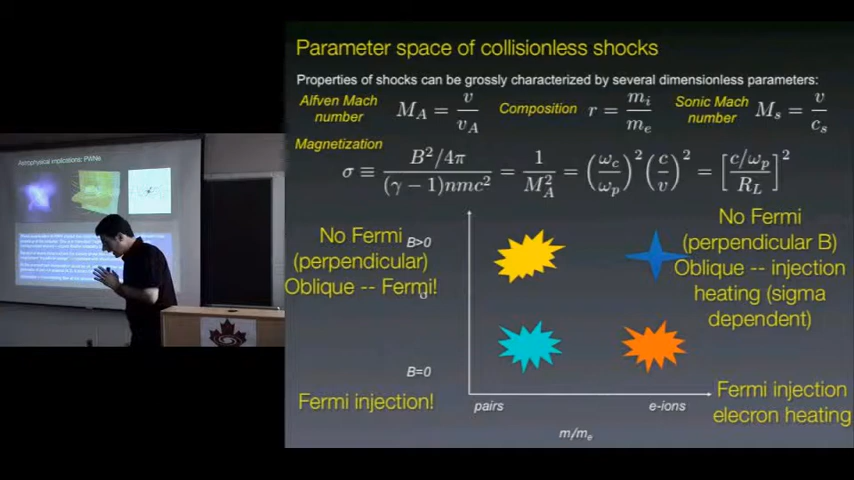 Parameter space of collisionless shocks
Properties of shocks can be grossly characterized by several dimensionless parameters:
Alfven Mach number M_A = v/v_A
Composition r = m_i/m_e
Sonic Mach number M_s = v/c_s
Magnetization
σ ≡ B²/4π / (γ − 1)nmc² = 1/M_A² = (ω_c/ω_p)² (c/v)² = [c/ω_p / R_L]²
No Fermi
(perpendicular)
Oblique -- Fermi!
B>0
No Fermi
(perpendicular B)
Oblique -- injection
heating (sigma
dependent)
B=0
Fermi injection!
Fermi injection
elecron heating
pairs
e-ions
m_i/m_e
Astrophysical implications: PWNe